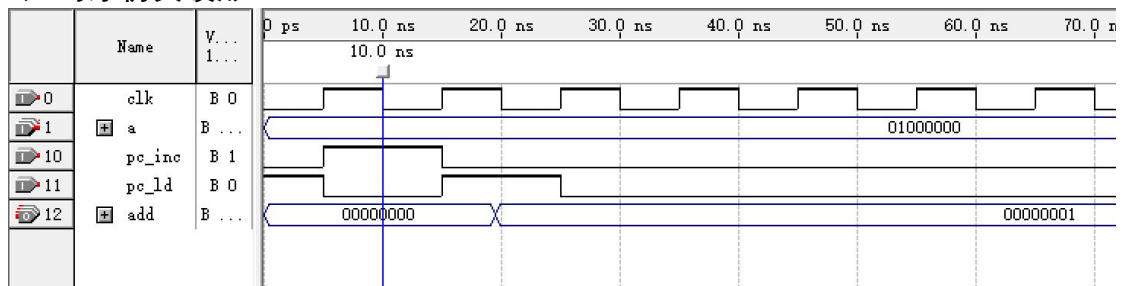 0 ps 10.0 ns 20.0 ns 30.0 ns 40.0 ns 50.0 ns 60.0 ns 70.0 n
Name V... 1...
10.0 ns
0 clk B 0
1 a B ... 01000000
10 pc_inc B 1
11 pc_ld B 0
12 add B ... 00000000 00000001